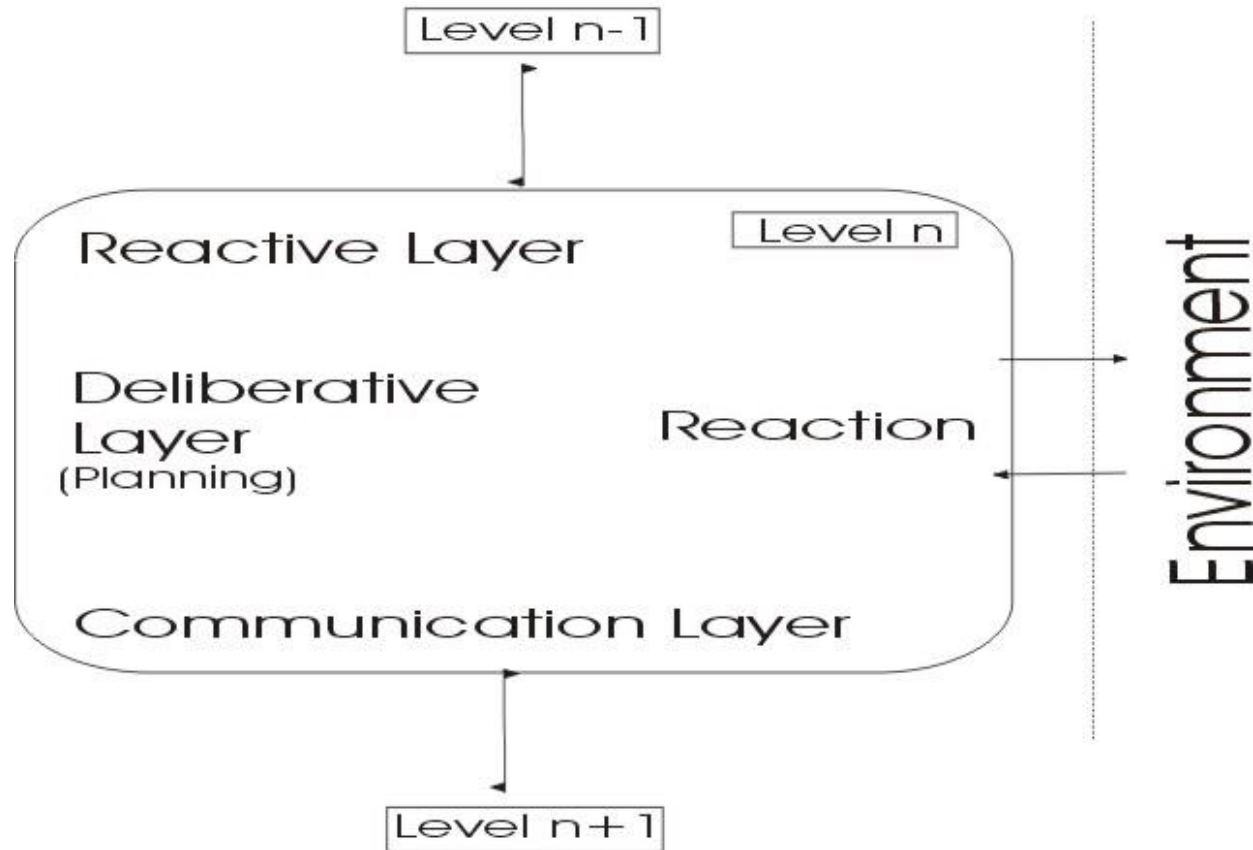 Level n-1
Reactive Layer
Level n
Deliberative
Layer
(Planning)
Reaction
Communication Layer
Level n+1
Environment